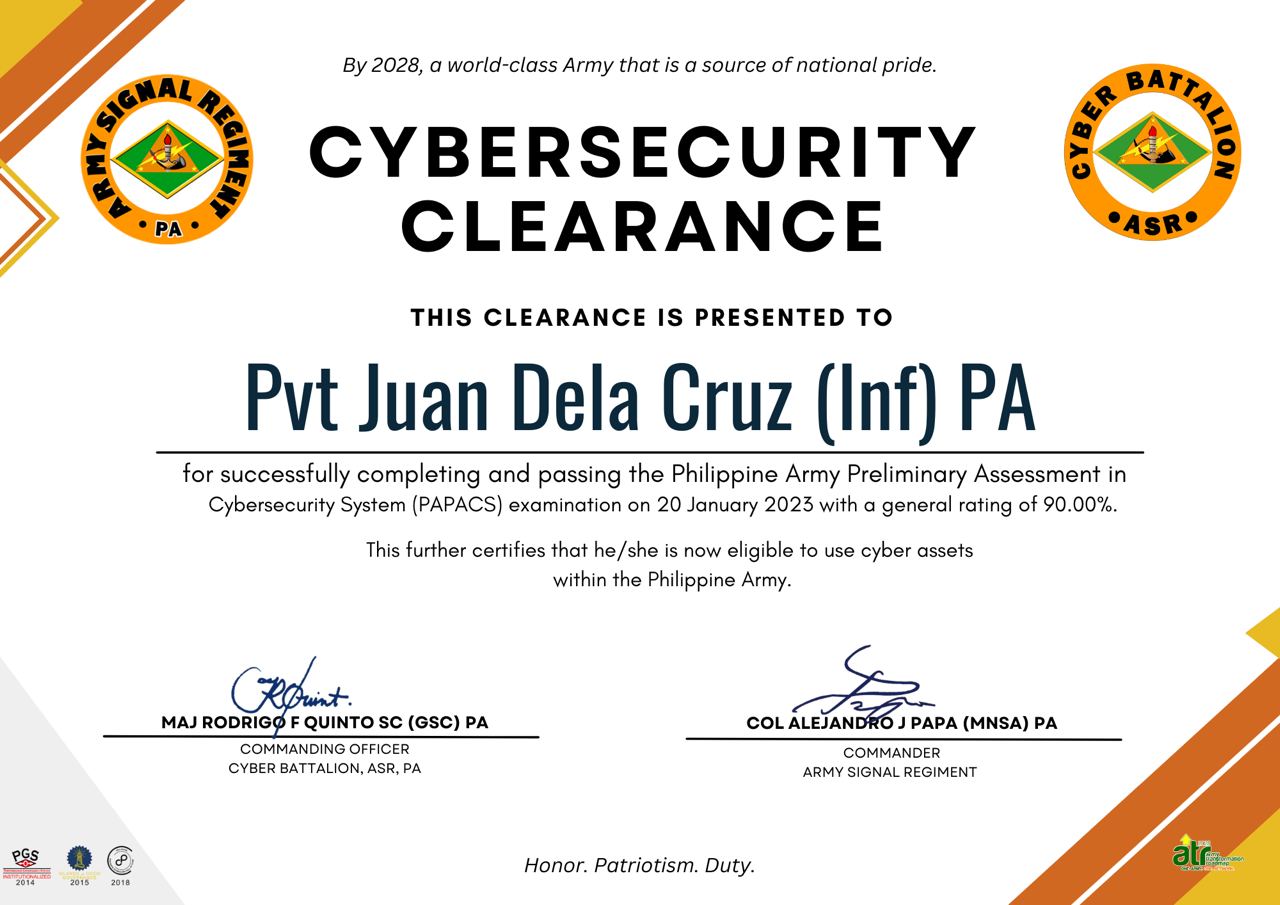 By 2028, a world-class Army that is a source of national pride.
ARMY SIGNAL REGIMENT
• PA •
CYBER BATTALION
• ASR •
CYBERSECURITY
CLEARANCE
THIS CLEARANCE IS PRESENTED TO
Pvt Juan Dela Cruz (Inf) PA
for successfully completing and passing the Philippine Army Preliminary Assessment in
Cybersecurity System (PAPACS) examination on 20 January 2023 with a general rating of 90.00%.
This further certifies that he/she is now eligible to use cyber assets
within the Philippine Army.
MAJ RODRIGO F QUINTO SC (GSC) PA
COMMANDING OFFICER
CYBER BATTALION, ASR, PA
COL ALEJANDRO J PAPA (MNSA) PA
COMMANDER
ARMY SIGNAL REGIMENT
PGS
INSTITUTIONALIZED
2014
2015
2018
Honor. Patriotism. Duty.
atr
army
transformation
roadmap